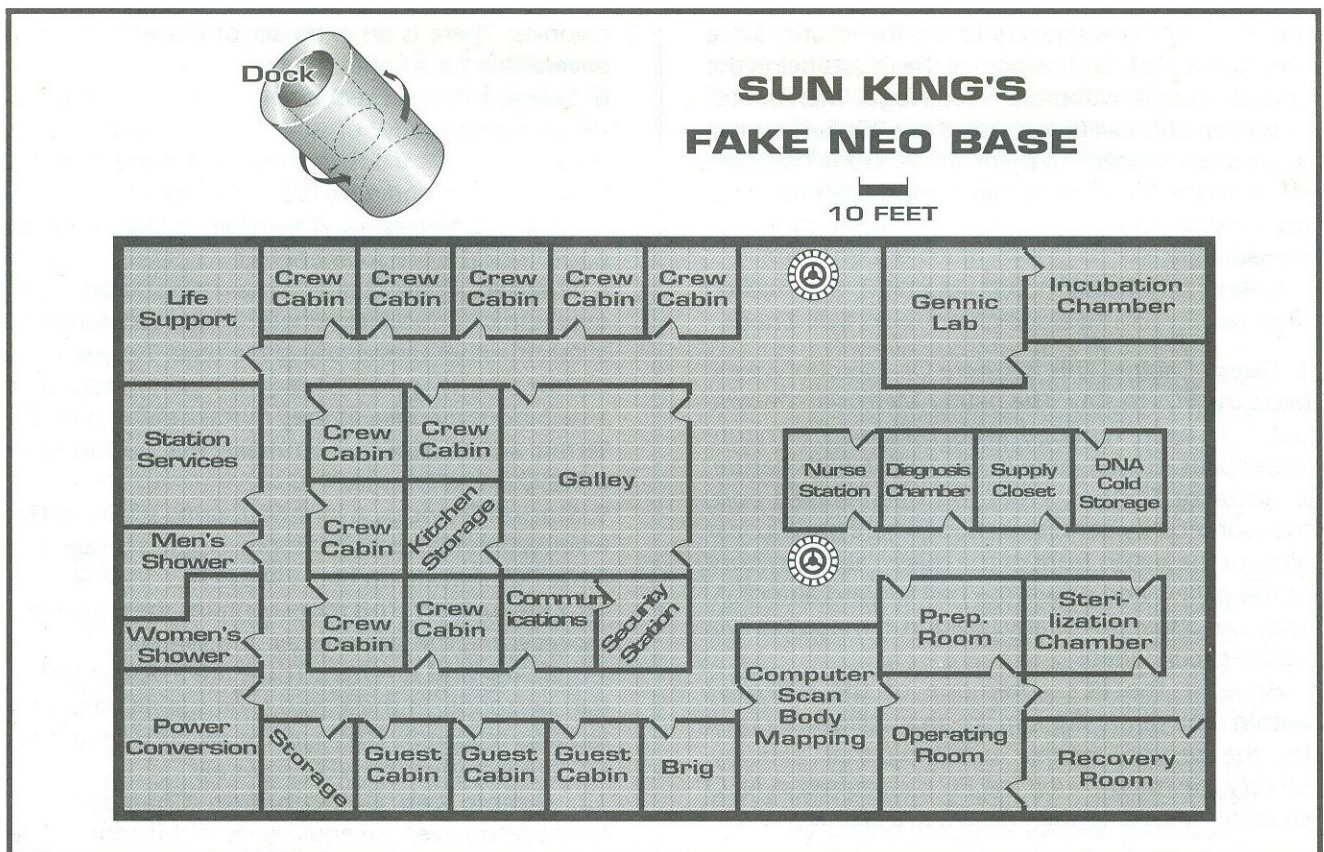 Dock
SUN KING'S
FAKE NEO BASE
10 FEET
Life
Support
Crew
Cabin
Crew
Cabin
Crew
Cabin
Crew
Cabin
Crew
Cabin
Gennic
Lab
Incubation
Chamber
Station
Services
Crew
Cabin
Crew
Cabin
Galley
Nurse
Station
Diagnosis
Chamber
Supply
Closet
DNA
Cold
Storage
Men's
Shower
Crew
Cabin
Kitchen
Storage
Women's
Shower
Crew
Cabin
Crew
Cabin
Commun
ications
Security
Station
Prep.
Room
Steri-
lization
Chamber
Computer
Scan
Body
Mapping
Power
Conversion
Storage
Guest
Cabin
Guest
Cabin
Guest
Cabin
Brig
Operating
Room
Recovery
Room